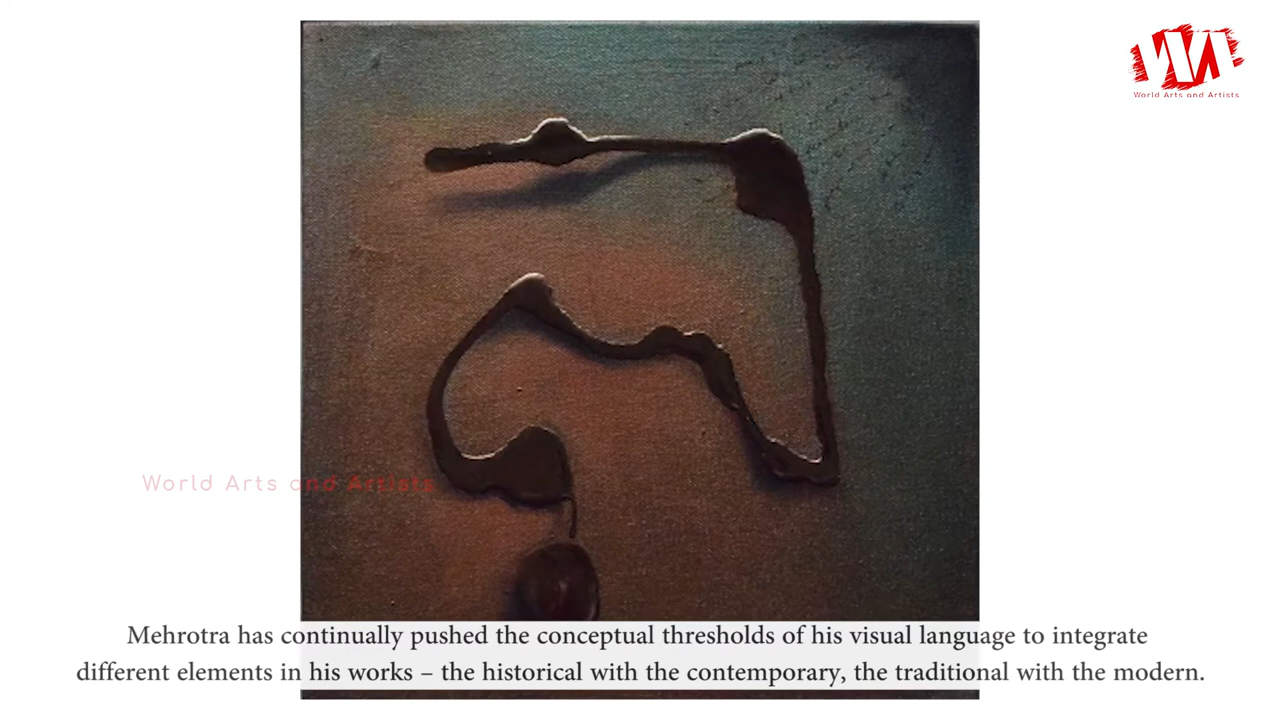 World Arts and Artists
World Arts and Artists
Mehrotra has continually pushed the conceptual thresholds of his visual language to integrate
different elements in his works – the historical with the contemporary, the traditional with the modern.